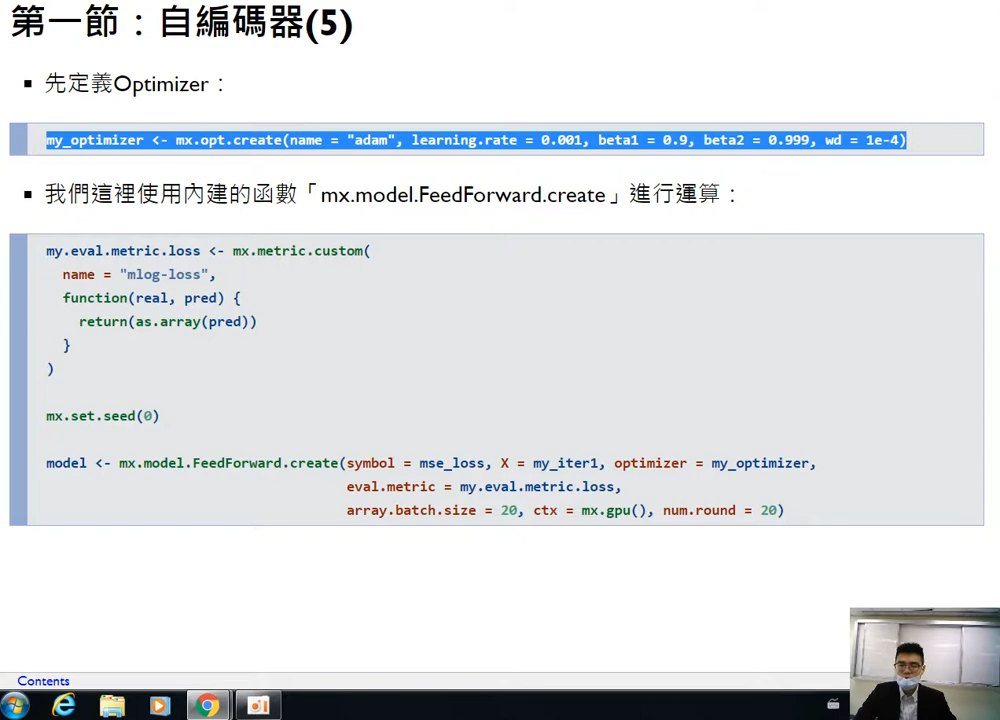 第一節：自編碼器(5)
▪ 先定義Optimizer：
my_optimizer <- mx.opt.create(name = "adam", learning.rate = 0.001, beta1 = 0.9, beta2 = 0.999, wd = 1e-4)
▪ 我們這裡使用內建的函數「mx.model.FeedForward.create」進行運算：
my.eval.metric.loss <- mx.metric.custom(
  name = "mlog-loss",
  function(real, pred) {
    return(as.array(pred))
  }
)
mx.set.seed(0)
model <- mx.model.FeedForward.create(symbol = mse_loss, X = my_iter1, optimizer = my_optimizer,
                                     eval.metric = my.eval.metric.loss,
                                     array.batch.size = 20, ctx = mx.gpu(), num.round = 20)
Contents